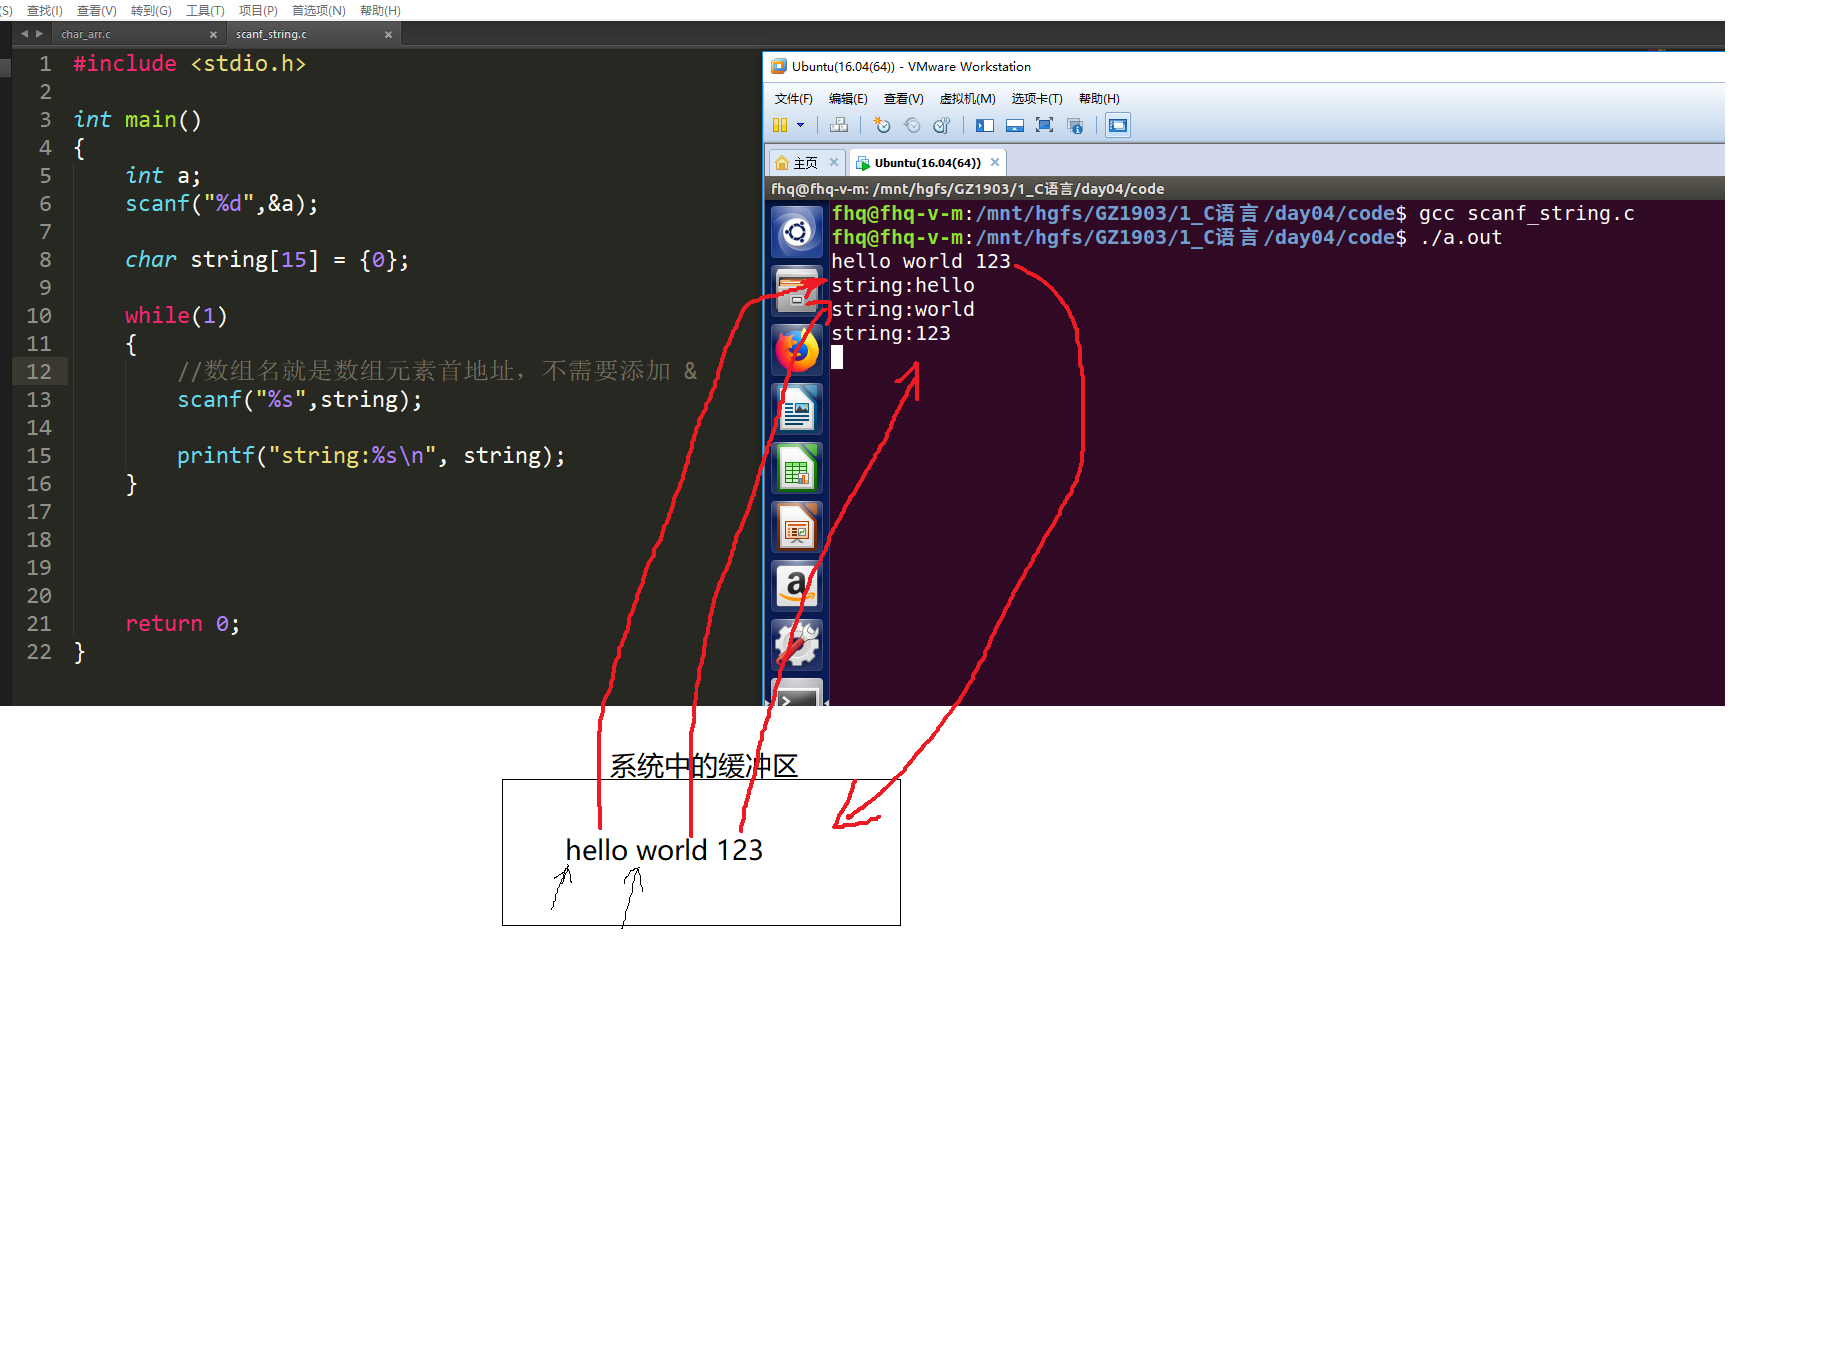 (S) 查找(I) 查看(V) 转到(G) 工具(T) 项目(P) 首选项(N) 帮助(H)
char_arr.c × scanf_string.c ×
1 #include <stdio.h>
2
3 int main()
4 {
5 int a;
6 scanf("%d",&a);
7
8 char string[15] = {0};
9
10 while(1)
11 {
12 //数组名就是数组元素首地址，不需要添加 &
13 scanf("%s",string);
14
15 printf("string:%s\n", string);
16 }
17
18
19
20
21 return 0;
22 }
Ubuntu(16.04(64)) - VMware Workstation
文件(F) 编辑(E) 查看(V) 虚拟机(M) 选项卡(T) 帮助(H)
主页 × Ubuntu(16.04(64)) ×
fhq@fhq-v-m: /mnt/hgfs/GZ1903/1_C语言/day04/code
fhq@fhq-v-m:/mnt/hgfs/GZ1903/1_C语言/day04/code$ gcc scanf_string.c
fhq@fhq-v-m:/mnt/hgfs/GZ1903/1_C语言/day04/code$ ./a.out
hello world 123
string:hello
string:world
string:123
系统中的缓冲区
hello world 123